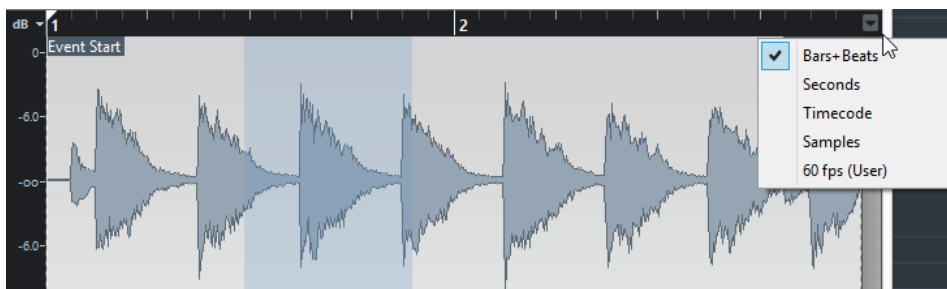 dB 1 2
Event Start
0-
-6.0-
-oo-
-6.0-
Bars+Beats
Seconds
Timecode
Samples
60 fps (User)